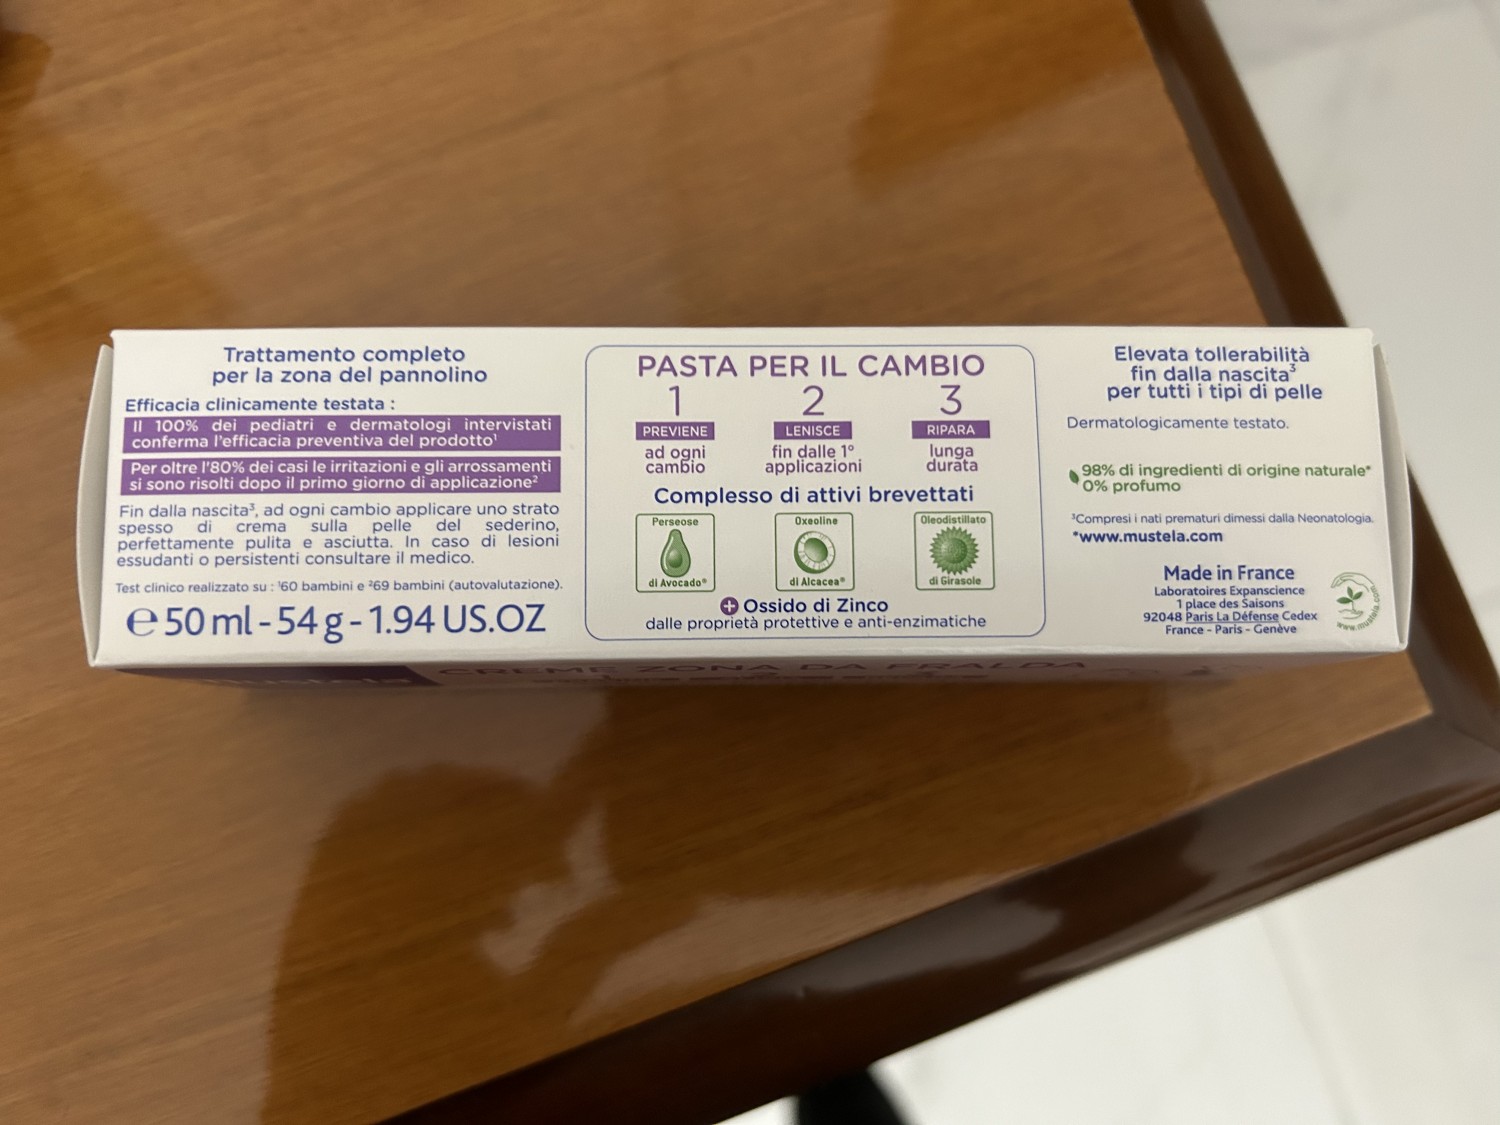 Trattamento completo
per la zona del pannolino
Efficacia clinicamente testata :
Il 100% dei pediatri e dermatologi intervistati
conferma l'efficacia preventiva del prodotto¹
Per oltre l'80% dei casi le irritazioni e gli arrossamenti
si sono risolti dopo il primo giorno di applicazione²
Fin dalla nascita³, ad ogni cambio applicare uno strato
spesso di crema sulla pelle del sederino,
perfettamente pulita e asciutta. In caso di lesioni
essudanti o persistenti consultare il medico.
Test clinico realizzato su : ¹60 bambini e ²69 bambini (autovalutazione).
℮ 50 ml - 54 g - 1.94 US.OZ
PASTA PER IL CAMBIO
1 2 3
PREVIENE LENISCE RIPARA
ad ogni fin dalle 1° lunga
cambio applicazioni durata
Complesso di attivi brevettati
Perseose Oxeoline Oleodistillato
di Avocado® di Alcacea® di Girasole
+ Ossido di Zinco
dalle proprietà protettive e anti-enzimatiche
Elevata tollerabilità
fin dalla nascita³
per tutti i tipi di pelle
Dermatologicamente testato.
98% di ingredienti di origine naturale*
0% profumo
³Compresi i nati prematuri dimessi dalla Neonatologia.
*www.mustela.com
Made in France
Laboratoires Expanscience
1 place des Saisons
92048 Paris La Défense Cedex
France - Paris - Genève
www.mustela.com
CREME ZONA DA FRALDA